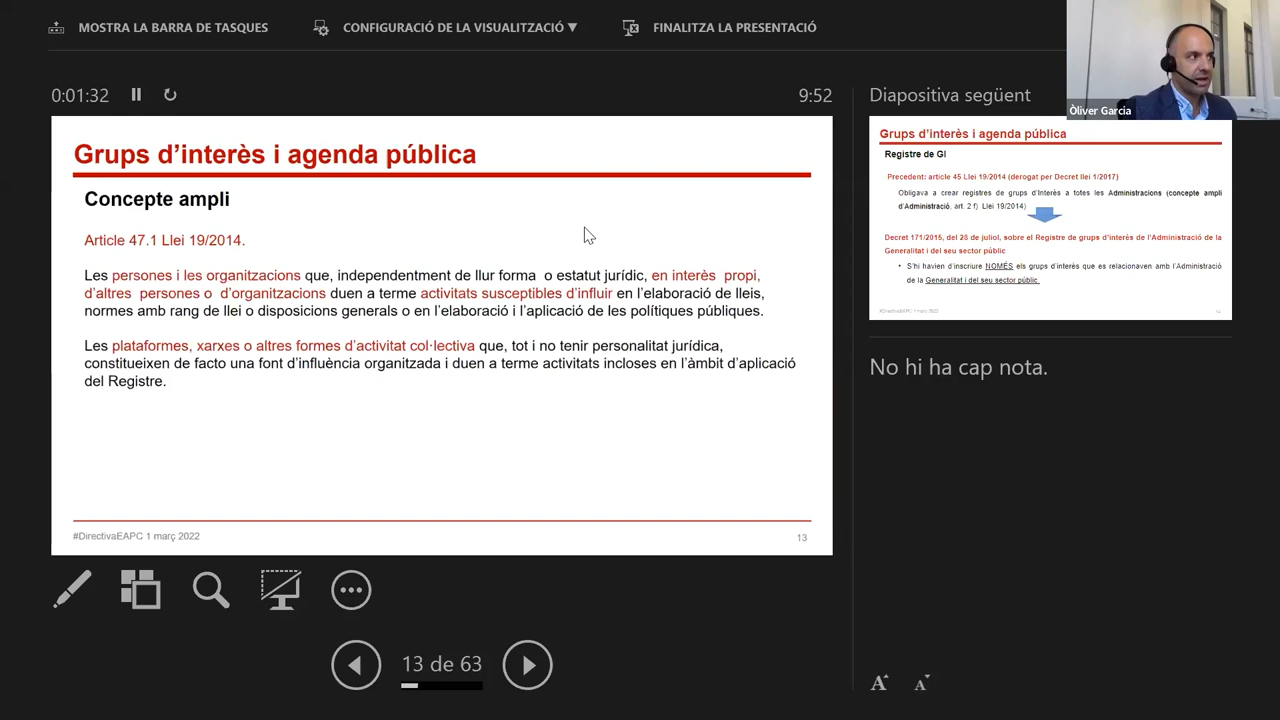 MOSTRA LA BARRA DE TASQUES
CONFIGURACIÓ DE LA VISUALITZACIÓ ▼
FINALITZA LA PRESENTACIÓ
Òliver Garcia
0:01:32
9:52
Grups d’interès i agenda pública
Concepte ampli
Article 47.1 Llei 19/2014.
Les persones i les organitzacions que, independentment de llur forma o estatut jurídic, en interès propi,
d’altres persones o d’organitzacions duen a terme activitats susceptibles d’influir en l’elaboració de lleis,
normes amb rang de llei o disposicions generals o en l’elaboració i l’aplicació de les polítiques públiques.
Les plataformes, xarxes o altres formes d’activitat col·lectiva que, tot i no tenir personalitat jurídica,
constitueixen de facto una font d’influència organitzada i duen a terme activitats incloses en l’àmbit d’aplicació
del Registre.
#DirectivaEAPC 1 març 2022
13
13 de 63
Diapositiva següent
Grups d’interès i agenda pública
Registre de GI
Precedent: article 45 Llei 19/2014 (derogat per Decret llei 1/2017)
Obligava a crear registres de grups d’Interès a totes les Administracions (concepte ampli
d’Administració. art. 2 f) Llei 19/2014)
Decret 171/2015, del 28 de juliol, sobre el Registre de grups d’interès de l’Administració de la
Generalitat i del seu sector públic
• S’hi havien d’inscriure NOMÉS els grups d’interès que es relacionaven amb l’Administració
de la Generalitat i del seu sector públic.
#DirectivaEAPC 1 març 2022
14
No hi ha cap nota.
A A